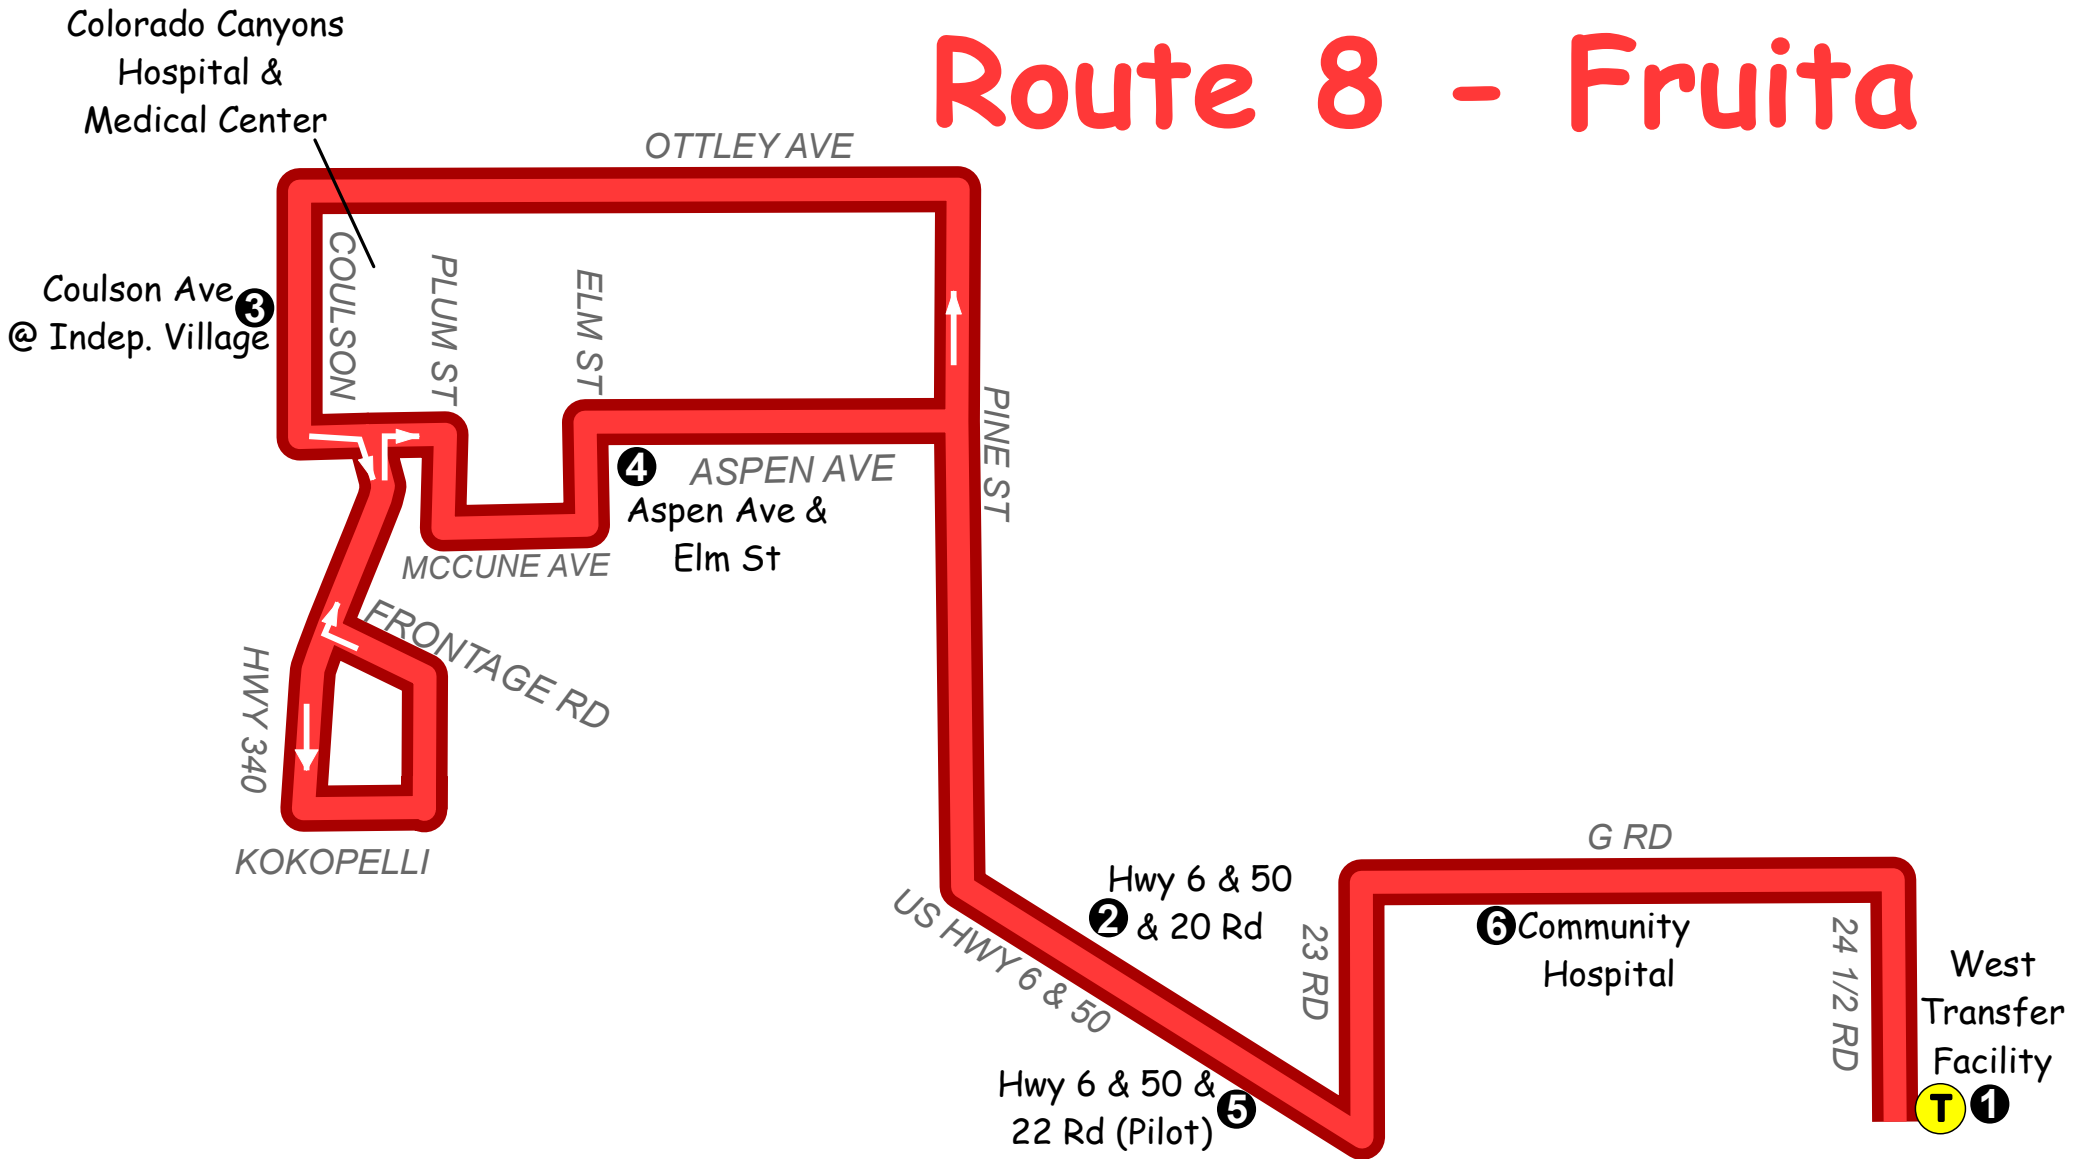 Colorado Canyons
Hospital &
Medical Center
Route 8 - Fruita
OTTLEY AVE
COULSON
PLUM ST
ELM ST
Coulson Ave
@ Indep. Village
3
PINE ST
4
ASPEN AVE
Aspen Ave &
Elm St
MCCUNE AVE
FRONTAGE RD
HWY 340
KOKOPELLI
G RD
Hwy 6 & 50
& 20 Rd
2
US HWY 6 & 50
23 RD
6
Community
Hospital
24 1/2 RD
West
Transfer
Facility
T
1
Hwy 6 & 50 &
22 Rd (Pilot)
5